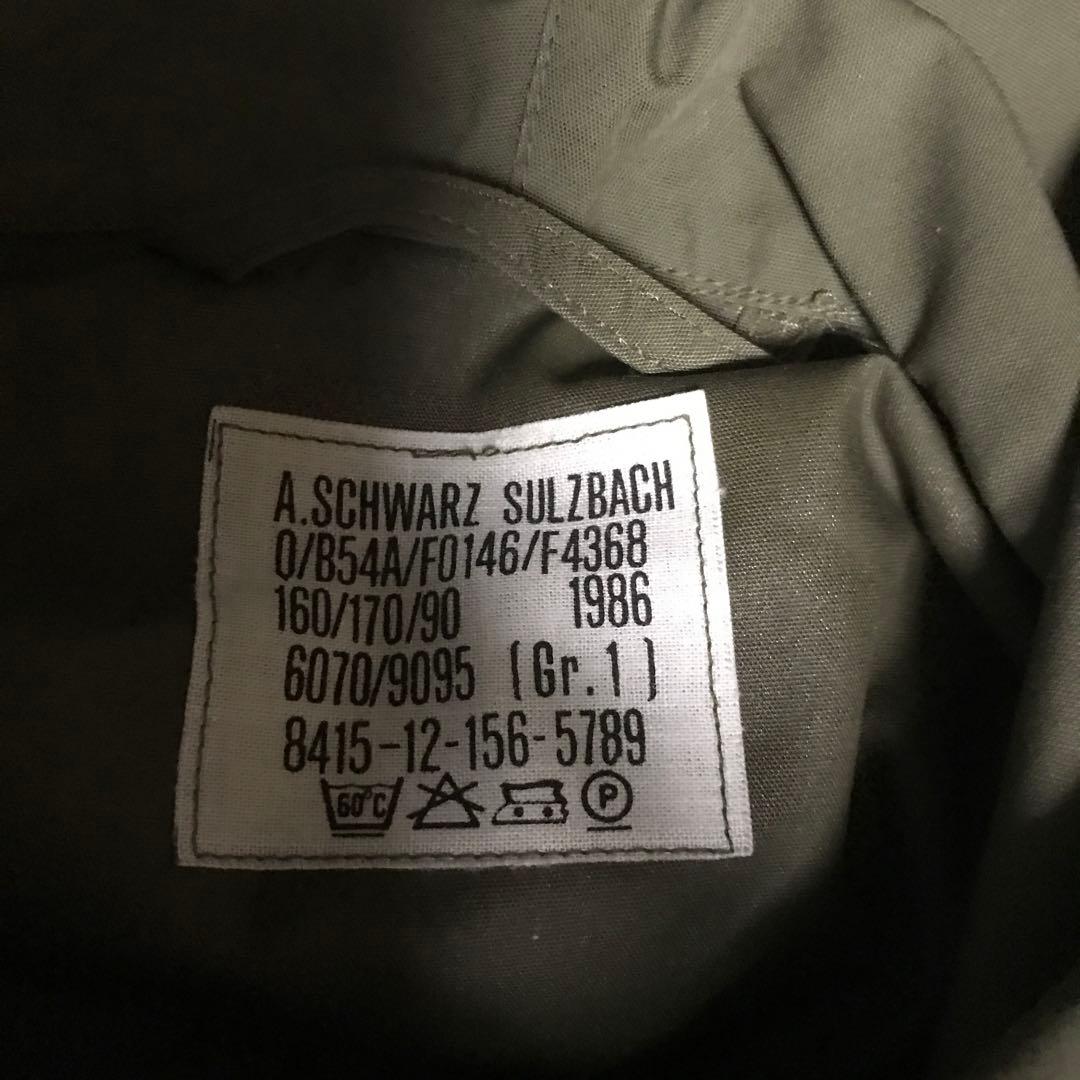 A.SCHWARZ SULZBACH
0/B54A/F0146/F4368
160/170/90 1986
6070/9095 (Gr.1)
8415-12-156-5789
60°C P